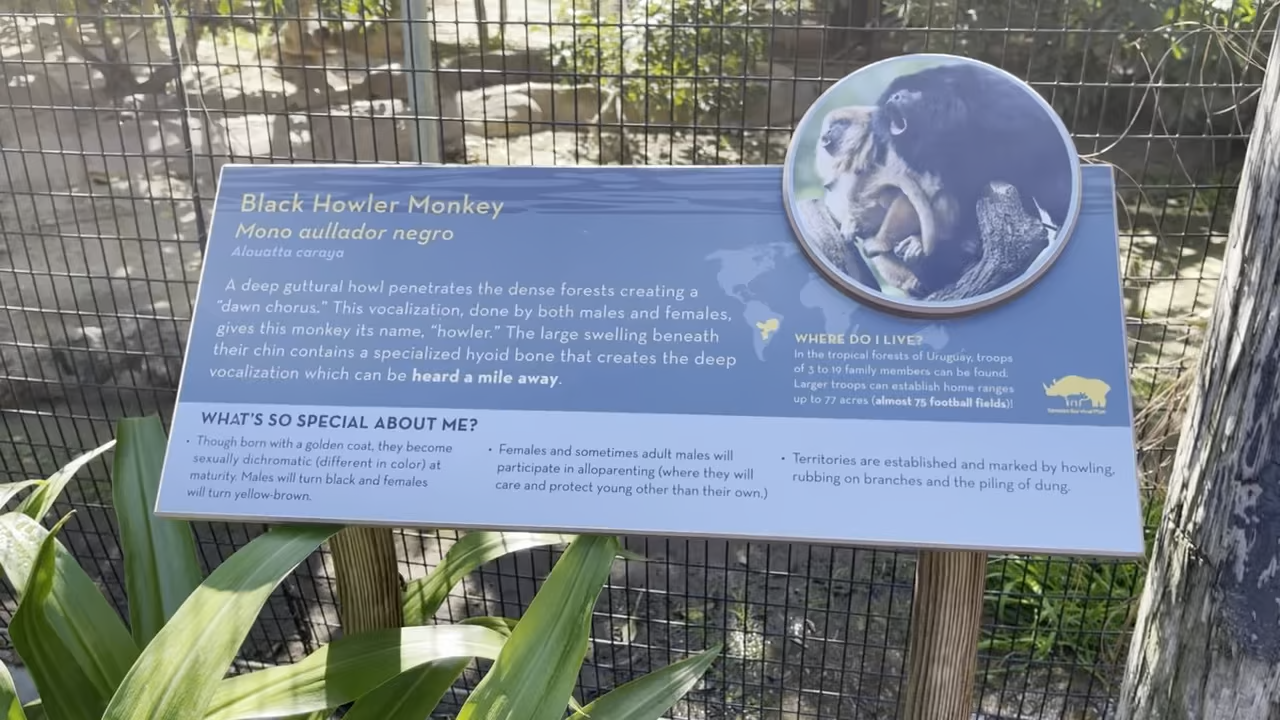 Black Howler Monkey
Mono aullador negro
Alouatta caraya
A deep guttural howl penetrates the dense forests creating a
“dawn chorus.” This vocalization, done by both males and females,
gives this monkey its name, “howler.” The large swelling beneath
their chin contains a specialized hyoid bone that creates the deep
vocalization which can be heard a mile away.
WHERE DO I LIVE?
In the tropical forests of Uruguay, troops
of 3 to 19 family members can be found.
Larger troops can establish home ranges
up to 77 acres (almost 75 football fields)!
Species Survival Plan
WHAT'S SO SPECIAL ABOUT ME?
• Though born with a golden coat, they become
sexually dichromatic (different in color) at
maturity. Males will turn black and females
will turn yellow-brown.
• Females and sometimes adult males will
participate in alloparenting (where they will
care and protect young other than their own.)
• Territories are established and marked by howling,
rubbing on branches and the piling of dung.